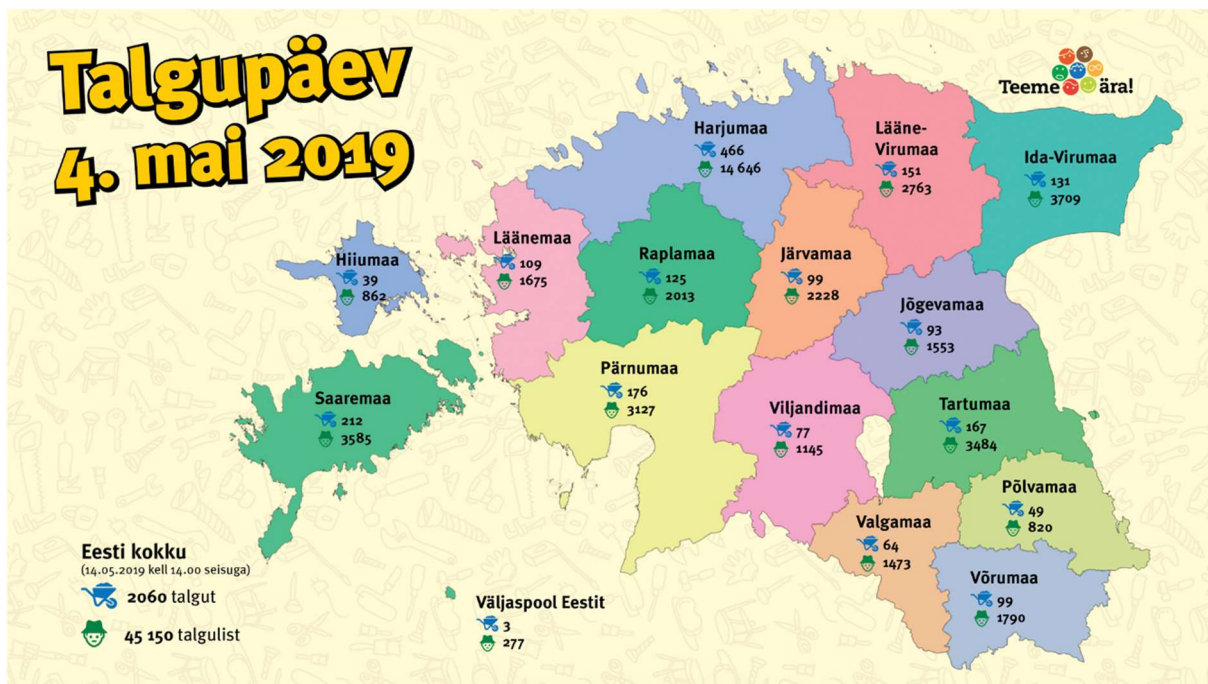 Talgupäev
4. mai 2019
Teeme ära!
Harjumaa
466
14 646
Lääne-
Virumaa
151
2763
Ida-Virumaa
131
3709
Hiiumaa
39
862
Läänemaa
109
1675
Raplamaa
125
2013
Järvamaa
99
2228
Jõgevamaa
93
1553
Saaremaa
212
3585
Pärnumaa
176
3127
Viljandimaa
77
1145
Tartumaa
167
3484
Põlvamaa
49
820
Valgamaa
64
1473
Võrumaa
99
1790
Eesti kokku
(14.05.2019 kell 14.00 seisuga)
2060 talgut
45 150 talgulist
Väljaspool Eestit
3
277